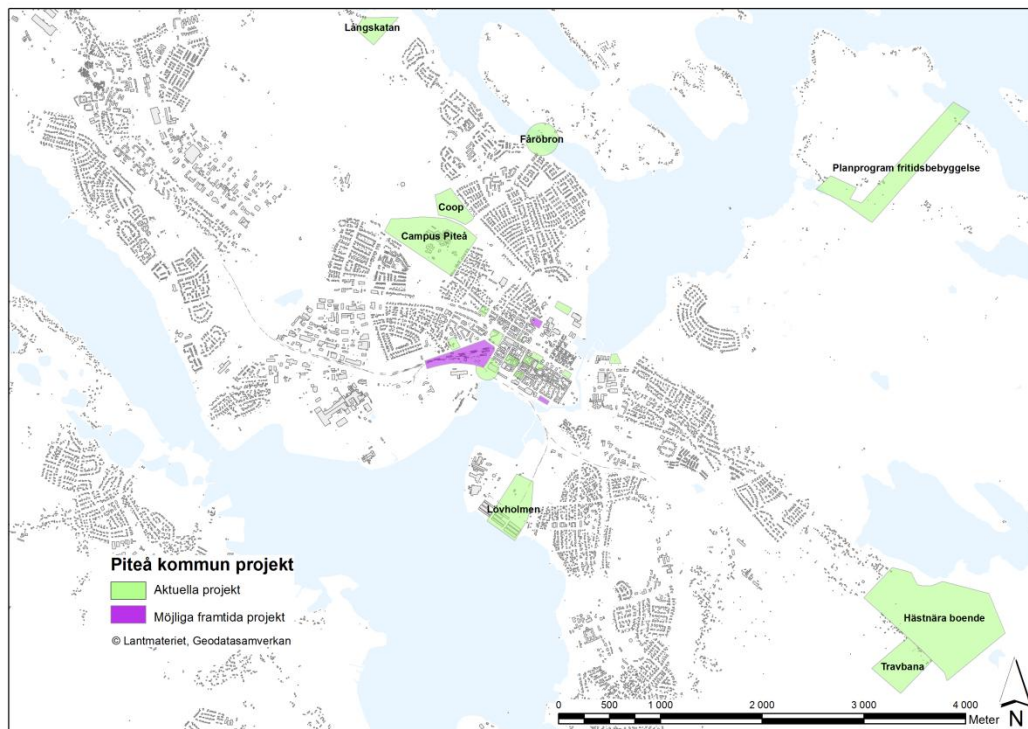 Långskatan
Fåröbron
Planprogram fritidsbebyggelse
Coop
Campus Piteå
Lövholmen
Piteå kommun projekt
Aktuella projekt
Möjliga framtida projekt
© Lantmateriet, Geodatasamverkan
Hästnära boende
Travbana
0 500 1 000 2 000 3 000 4 000
Meter
N